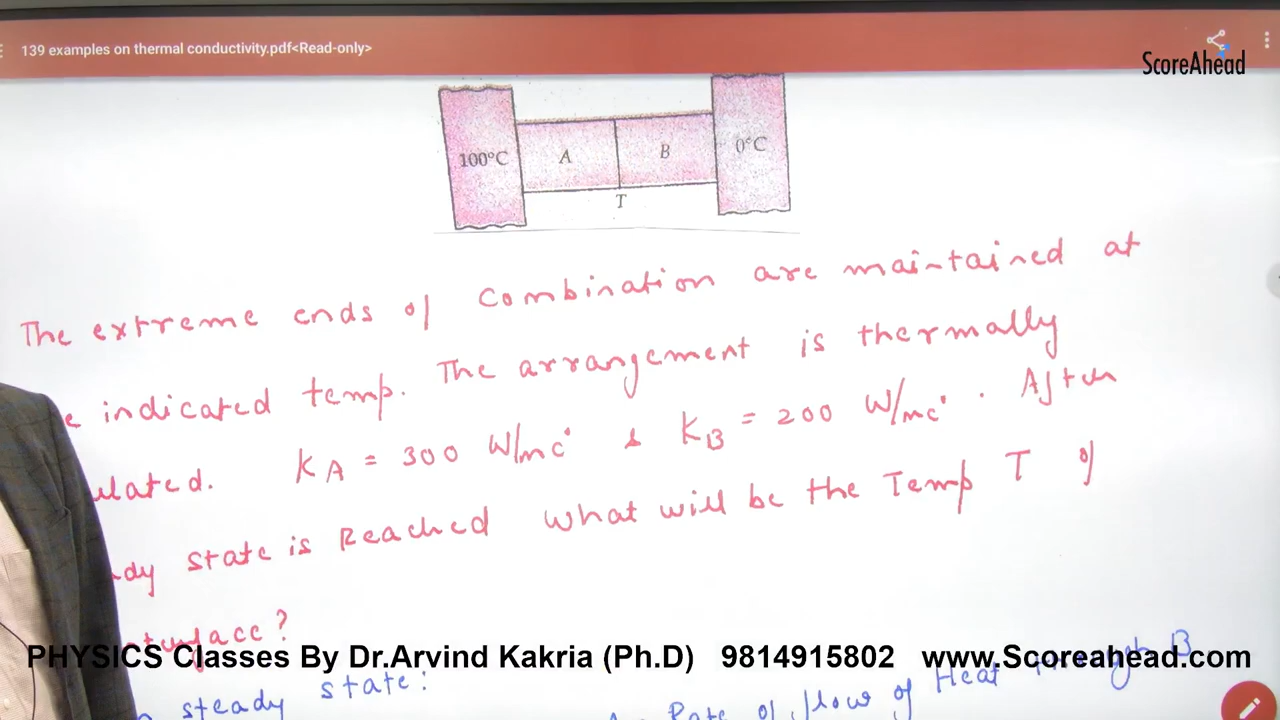 139 examples on thermal conductivity.pdf<Read-only>
ScoreAhead
100°C A B 0°C
T
The extreme ends of combination are maintained at
indicated temp. The arrangement is thermally
ulated. KA = 300 W/mc° & KB = 200 W/mc° . After
dy state is Reached what will be the Temp T of
interface?
PHYSICS Classes By Dr.Arvind Kakria (Ph.D) 9814915802 www.Scoreahead.com
steady state: Rate of flow of Heat through B